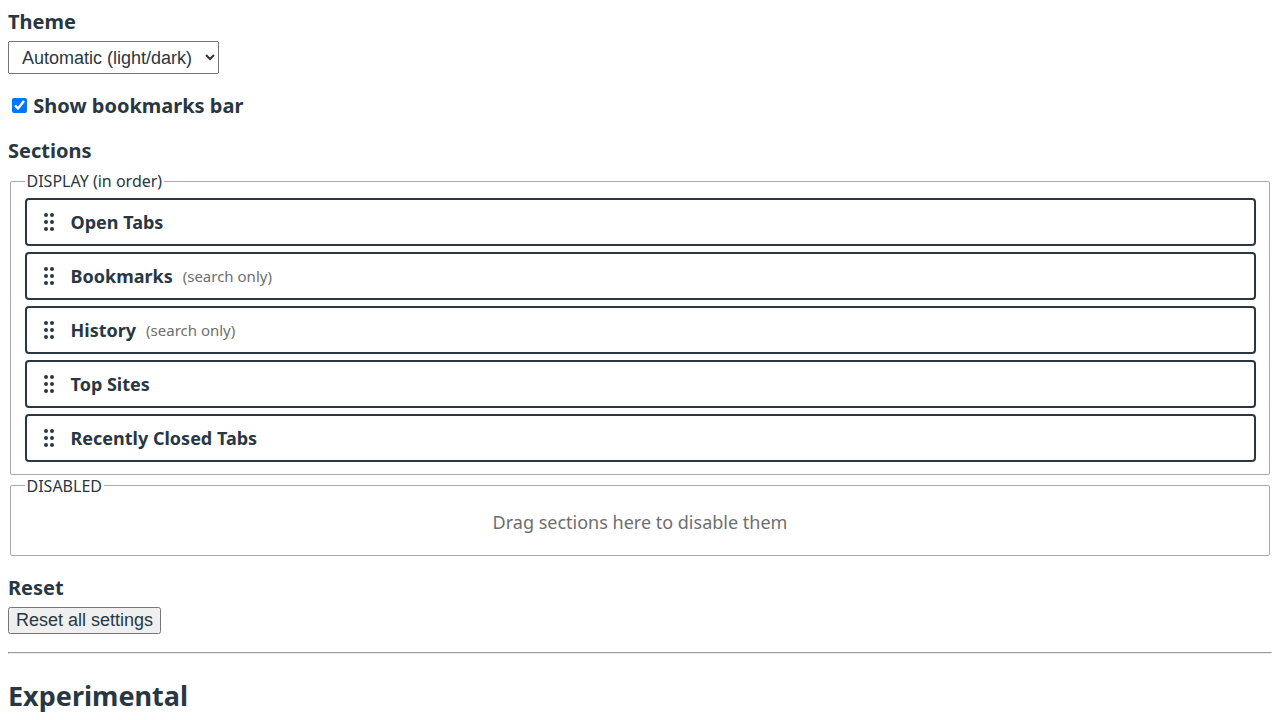 Theme
Automatic (light/dark)
Show bookmarks bar
Sections
DISPLAY (in order)
Open Tabs
Bookmarks (search only)
History (search only)
Top Sites
Recently Closed Tabs
DISABLED
Drag sections here to disable them
Reset
Reset all settings
Experimental